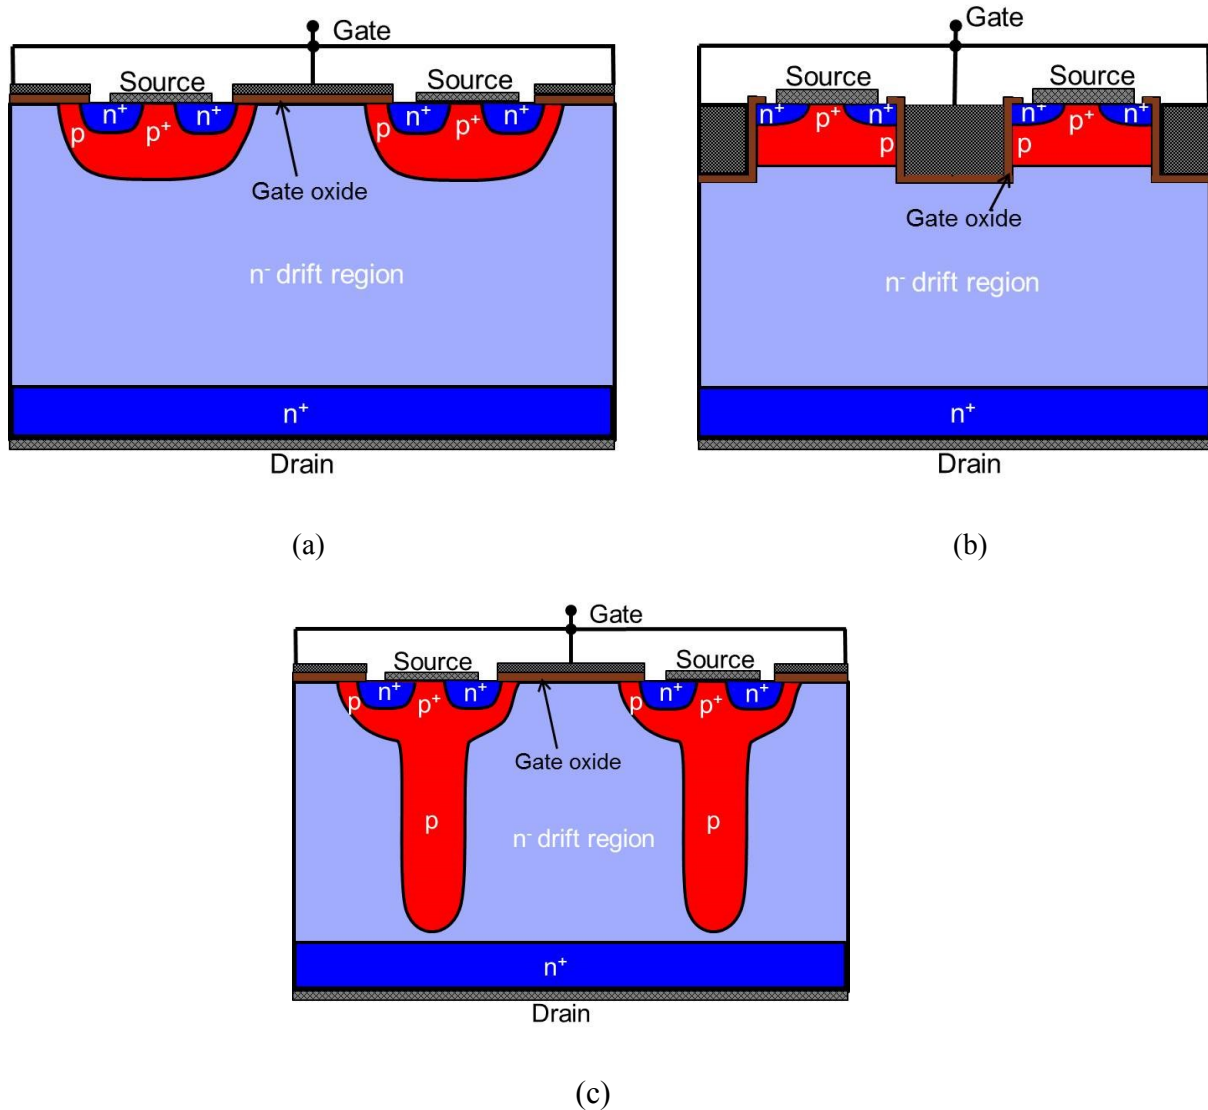 Gate
Source Source
n⁺ n⁺ n⁺ n⁺
p p⁺ p p⁺
Gate oxide
n⁻ drift region
n⁺
Drain
(a)
Gate
Source Source
n⁺ p⁺ n⁺ n⁺ p⁺ n⁺
p p
Gate oxide
n⁻ drift region
n⁺
Drain
(b)
Gate
Source Source
n⁺ n⁺ n⁺ n⁺
p p⁺ p p⁺
Gate oxide
p p
n⁻ drift region
n⁺
Drain
(c)